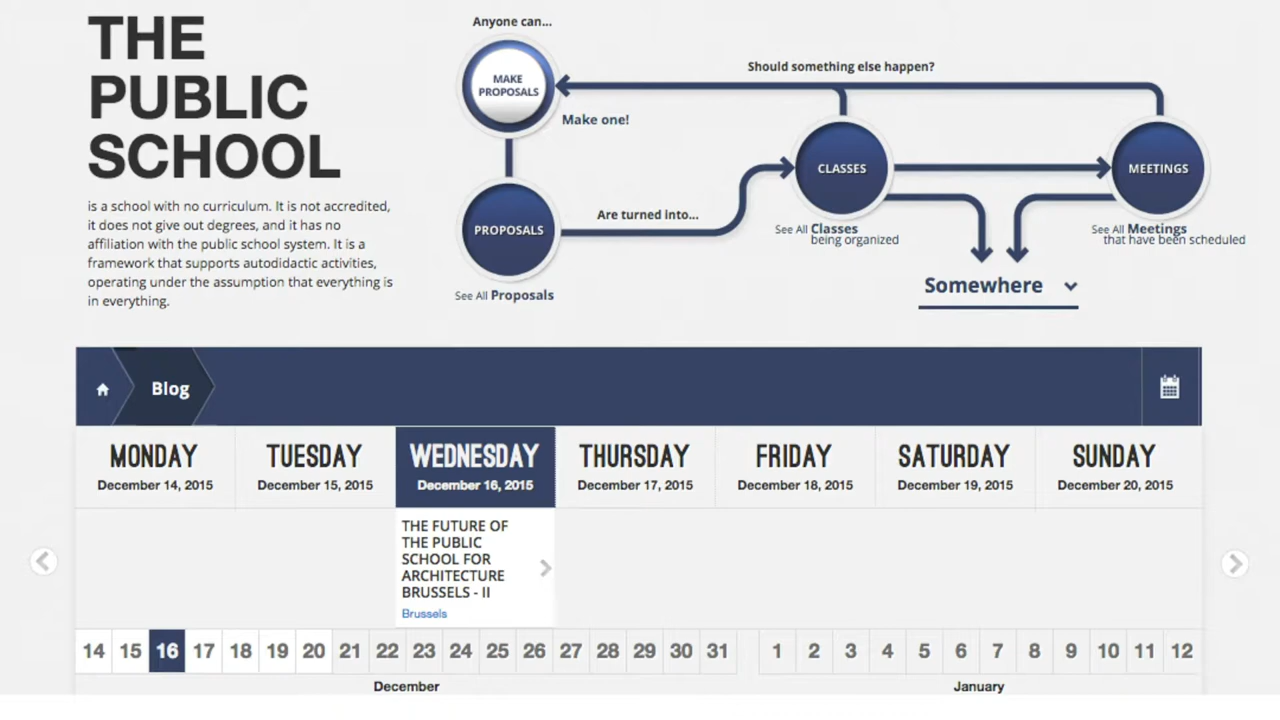 THE
PUBLIC
SCHOOL
is a school with no curriculum. It is not accredited,
it does not give out degrees, and it has no
affiliation with the public school system. It is a
framework that supports autodidactic activities,
operating under the assumption that everything is
in everything.
Anyone can...
MAKE
PROPOSALS
Make one!
PROPOSALS
See All Proposals
Are turned into...
Should something else happen?
CLASSES
See All Classes
being organized
MEETINGS
See All Meetings
that have been scheduled
Somewhere
Blog
MONDAY
December 14, 2015
TUESDAY
December 15, 2015
WEDNESDAY
December 16, 2015
THURSDAY
December 17, 2015
FRIDAY
December 18, 2015
SATURDAY
December 19, 2015
SUNDAY
December 20, 2015
THE FUTURE OF
THE PUBLIC
SCHOOL FOR
ARCHITECTURE
BRUSSELS - II
Brussels
14 15 16 17 18 19 20 21 22 23 24 25 26 27 28 29 30 31 1 2 3 4 5 6 7 8 9 10 11 12
December January